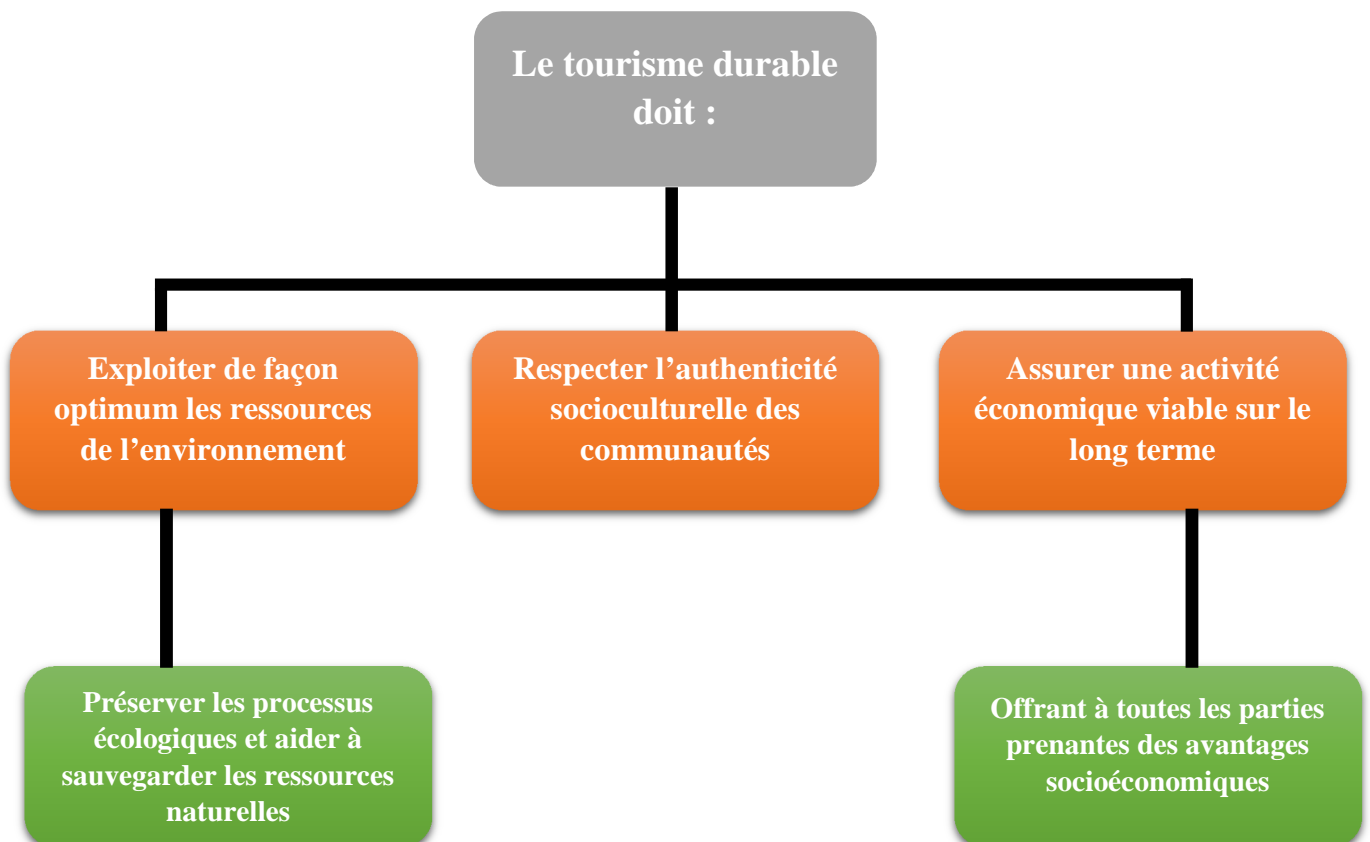 Le tourisme durable
doit :
Exploiter de façon
optimum les ressources
de l’environnement
Respecter l’authenticité
socioculturelle des
communautés
Assurer une activité
économique viable sur le
long terme
Préserver les processus
écologiques et aider à
sauvegarder les ressources
naturelles
Offrant à toutes les parties
prenantes des avantages
socioéconomiques